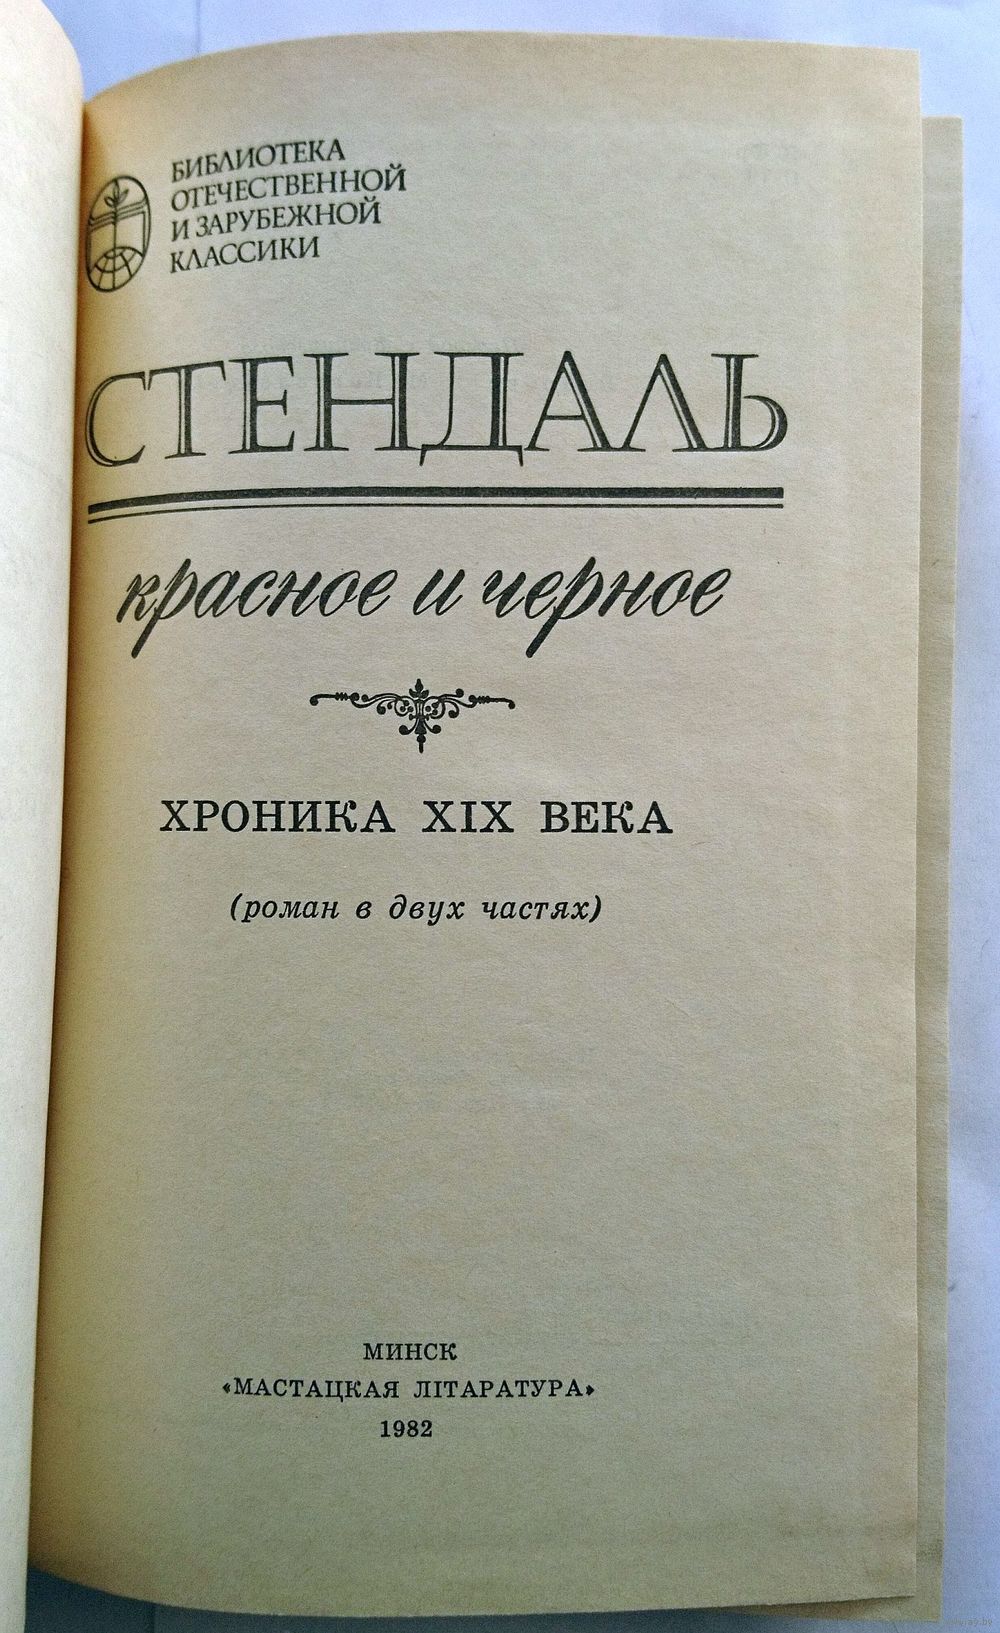 БИБЛИОТЕКА
ОТЕЧЕСТВЕННОЙ
И ЗАРУБЕЖНОЙ
КЛАССИКИ
СТЕНДАЛЬ
красное и черное
ХРОНИКА XIX ВЕКА
(роман в двух частях)
МИНСК
«МАСТАЦКАЯ ЛІТАРАТУРА»
1982